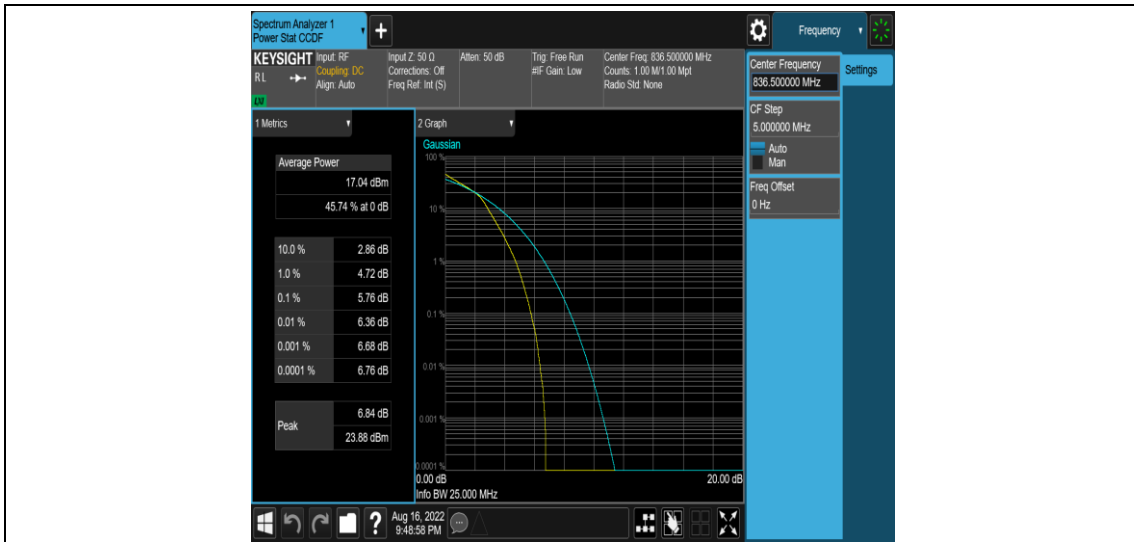 Spectrum Analyzer 1
Power Stat CCDF
Frequency
KEYSIGHT
RL
Input: RF
Coupling: DC
Align: Auto
Input Z: 50 Ω
Corrections: Off
Freq Ref: Int (S)
Atten: 50 dB
Trig: Free Run
#IF Gain: Low
Center Freq: 836.500000 MHz
Counts: 1.00 M/1.00 Mpt
Radio Std: None
Center Frequency
836.500000 MHz
Settings
CF Step
5.000000 MHz
Auto
Man
Freq Offset
0 Hz
1 Metrics
Average Power
17.04 dBm
45.74 % at 0 dB
10.0 % 2.86 dB
1.0 % 4.72 dB
0.1 % 5.76 dB
0.01 % 6.36 dB
0.001 % 6.68 dB
0.0001 % 6.76 dB
Peak
6.84 dB
23.88 dBm
2 Graph
Gaussian
100 %
10 %
1 %
0.1 %
0.01 %
0.001 %
0.0001 %
0.00 dB 20.00 dB
Info BW 25.000 MHz
?
Aug 16, 2022
9:48:58 PM